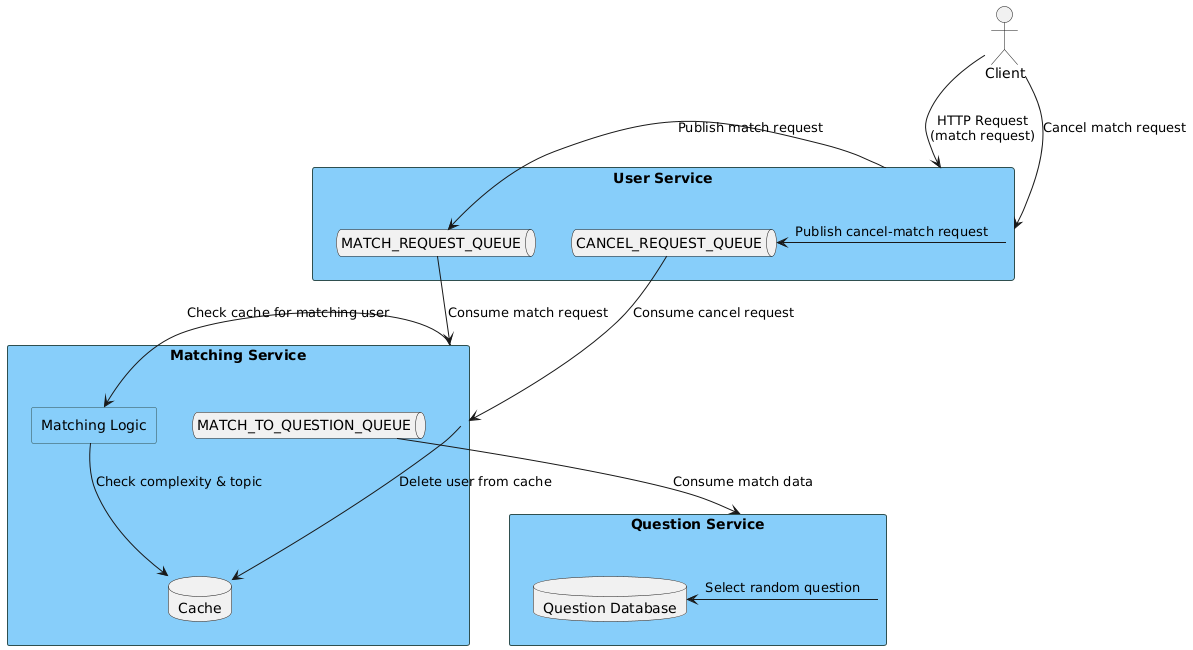 Client
HTTP Request
(match request)
Cancel match request
Publish match request
User Service
Publish cancel-match request
MATCH_REQUEST_QUEUE
CANCEL_REQUEST_QUEUE
Check cache for matching user
Consume match request
Consume cancel request
Matching Service
Matching Logic
MATCH_TO_QUESTION_QUEUE
Check complexity & topic
Delete user from cache
Consume match data
Question Service
Select random question
Cache
Question Database